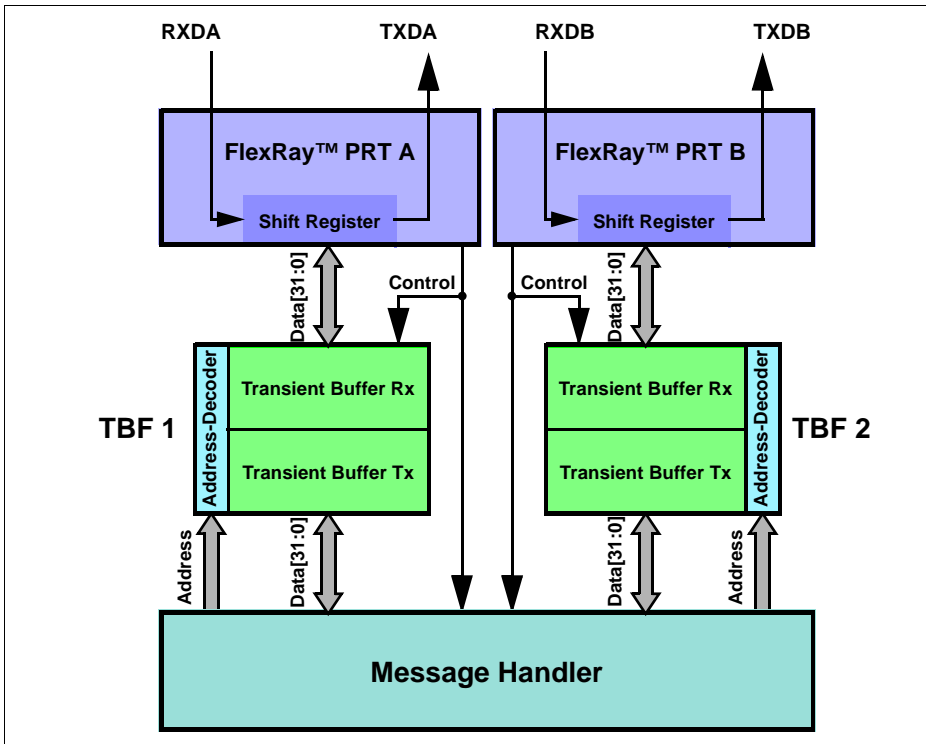 RXDA TXDA RXDB TXDB
FlexRay™ PRT A FlexRay™ PRT B
Shift Register Shift Register
Data[31:0] Control Control Data[31:0]
TBF 1 Address-Decoder Transient Buffer Rx Transient Buffer Rx Address-Decoder TBF 2
Transient Buffer Tx Transient Buffer Tx
Address Data[31:0] Data[31:0] Address
Message Handler